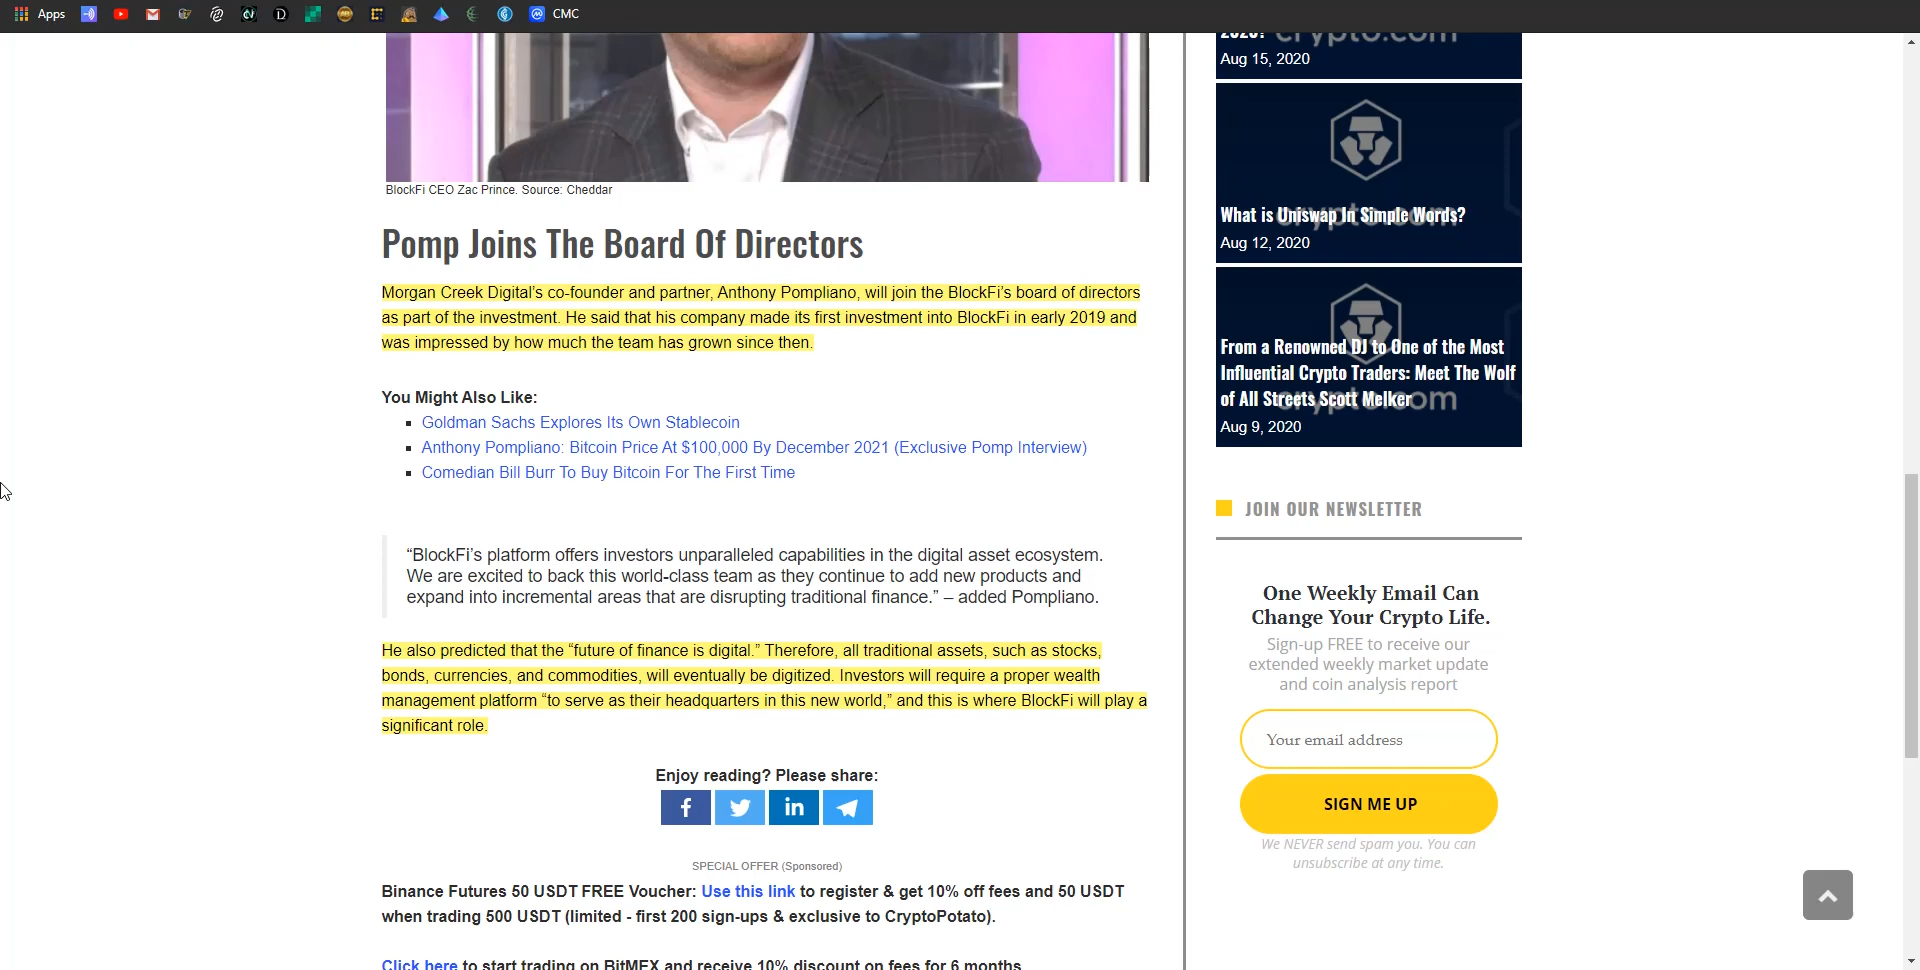 Apps
CMC
BlockFi CEO Zac Prince. Source: Cheddar
Pomp Joins The Board Of Directors
Morgan Creek Digital's co-founder and partner, Anthony Pompliano, will join the BlockFi's board of directors
as part of the investment. He said that his company made its first investment into BlockFi in early 2019 and
was impressed by how much the team has grown since then.
You Might Also Like:
Goldman Sachs Explores Its Own Stablecoin
Anthony Pompliano: Bitcoin Price At $100,000 By December 2021 (Exclusive Pomp Interview)
Comedian Bill Burr To Buy Bitcoin For The First Time
“BlockFi's platform offers investors unparalleled capabilities in the digital asset ecosystem.
We are excited to back this world-class team as they continue to add new products and
expand into incremental areas that are disrupting traditional finance.” – added Pompliano.
He also predicted that the “future of finance is digital.” Therefore, all traditional assets, such as stocks,
bonds, currencies, and commodities, will eventually be digitized. Investors will require a proper wealth
management platform “to serve as their headquarters in this new world,” and this is where BlockFi will play a
significant role.
Enjoy reading? Please share:
SPECIAL OFFER (Sponsored)
Binance Futures 50 USDT FREE Voucher: Use this link to register & get 10% off fees and 50 USDT
when trading 500 USDT (limited - first 200 sign-ups & exclusive to CryptoPotato).
Click here to start trading on BitMEX and receive 10% discount on fees for 6 months
2020?
crypto.com
Aug 15, 2020
What is Uniswap In Simple Words?
crypto.com
Aug 12, 2020
From a Renowned DJ to One of the Most
Influential Crypto Traders: Meet The Wolf
of All Streets Scott Melker
crypto.com
Aug 9, 2020
JOIN OUR NEWSLETTER
One Weekly Email Can
Change Your Crypto Life.
Sign-up FREE to receive our
extended weekly market update
and coin analysis report
Your email address
SIGN ME UP
We NEVER send spam you. You can
unsubscribe at any time.